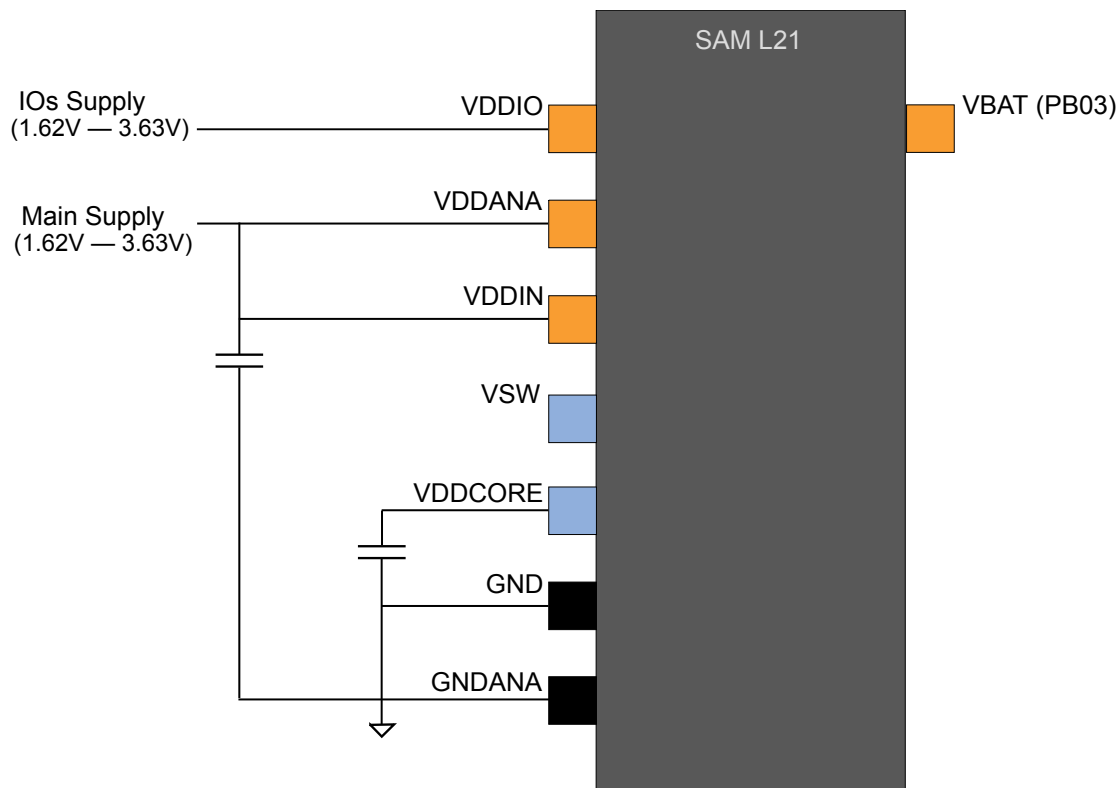 SAM L21
IOs Supply
(1.62V — 3.63V)
VDDIO
VBAT (PB03)
Main Supply
(1.62V — 3.63V)
VDDANA
VDDIN
VSW
VDDCORE
GND
GNDANA